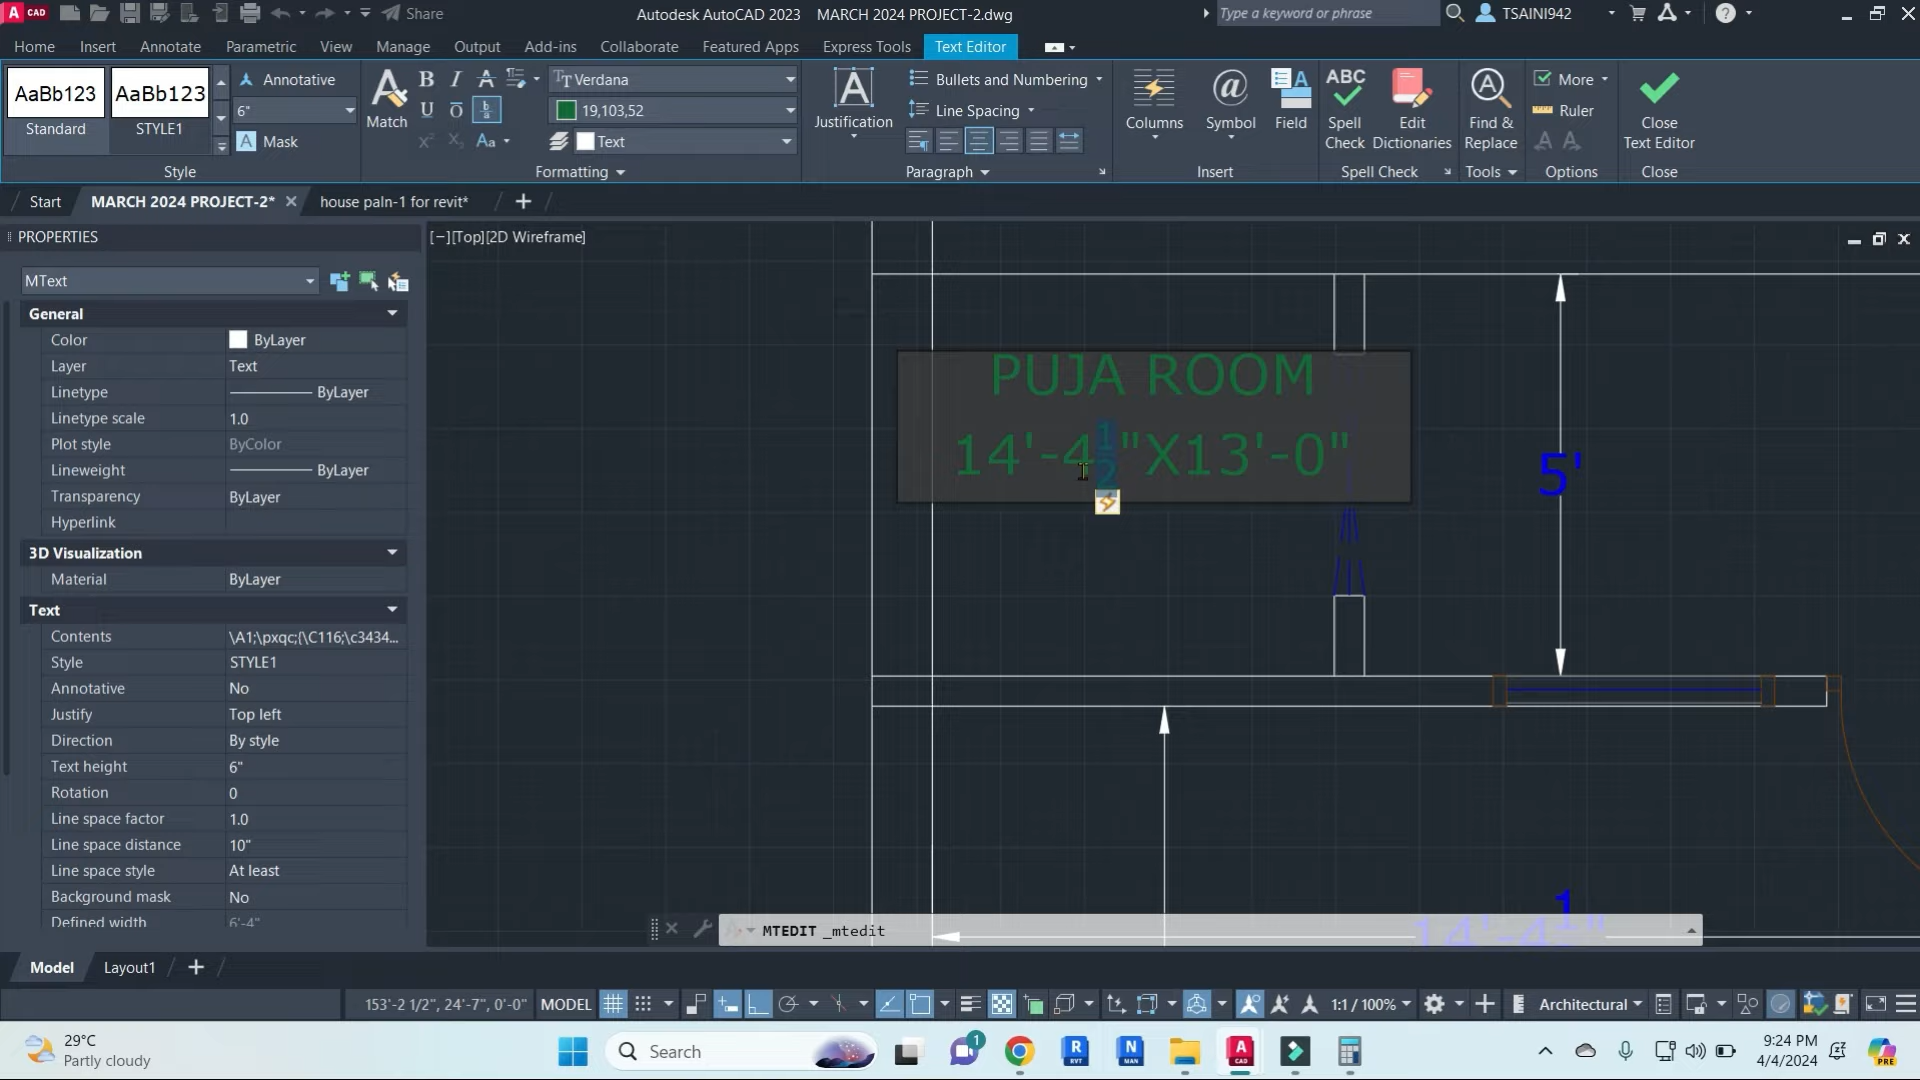 CAD
Share
Autodesk AutoCAD 2023 MARCH 2024 PROJECT-2.dwg
Type a keyword or phrase
TSAINI942
Home Insert Annotate Parametric View Manage Output Add-ins Collaborate Featured Apps Express Tools Text Editor
AaBb123 AaBb123
Standard STYLE1
Annotative
6"
Mask
Style
Match
Verdana
19,103,52
Text
Formatting
Justification
Bullets and Numbering
Line Spacing
Paragraph
Columns Symbol Field
Insert
ABC
Spell Check
Edit Dictionaries
Spell Check
Find & Replace
Tools
More
Ruler
Options
Close Text Editor
Close
Start MARCH 2024 PROJECT-2* house paln-1 for revit*
PROPERTIES
MText
General
Color ByLayer
Layer Text
Linetype ByLayer
Linetype scale 1.0
Plot style ByColor
Lineweight ByLayer
Transparency ByLayer
Hyperlink
3D Visualization
Material ByLayer
Text
Contents \A1;\pxqc;{\C116;\c3434...
Style STYLE1
Annotative No
Justify Top left
Direction By style
Text height 6"
Rotation 0
Line space factor 1.0
Line space distance 10"
Line space style At least
Background mask No
Defined width 6'-4"
[−][Top][2D Wireframe]
PUJA ROOM
14'-4 1/2"X13'-0"
5'
14'-4 1"
MTEDIT _mtedit
Model Layout1
153'-2 1/2", 24'-7", 0'-0" MODEL 1:1 / 100% Architectural
29°C
Partly cloudy
Search
1
RVT
MAN
CAD
9:24 PM
4/4/2024
PRE